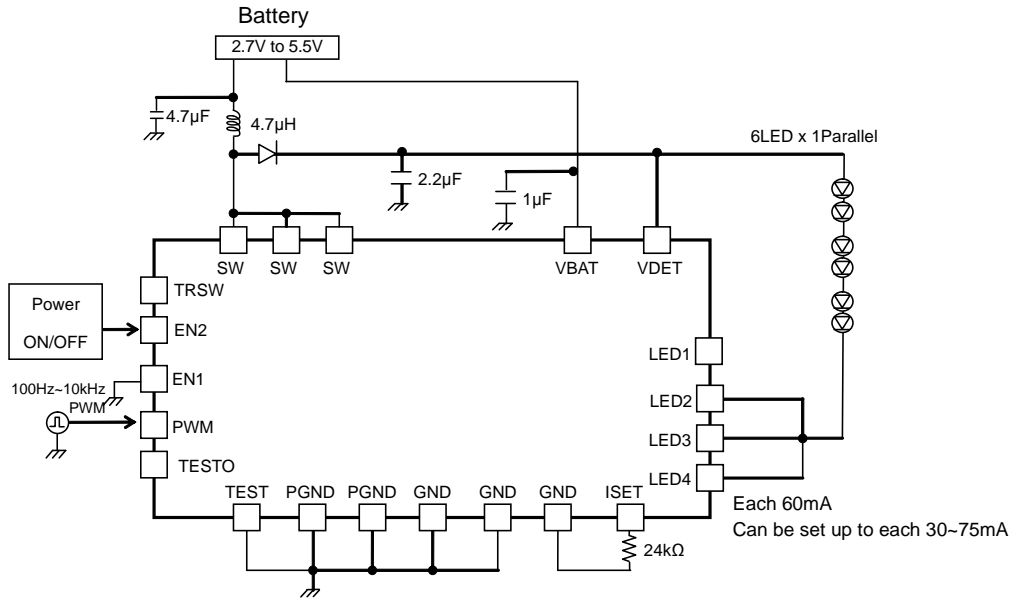 Battery
2.7V to 5.5V
4.7μF
4.7μH
6LED x 1Parallel
2.2μF
1μF
SW
SW
SW
VBAT
VDET
TRSW
Power
ON/OFF
EN2
LED1
EN1
100Hz~10kHz
PWM
LED2
PWM
LED3
TESTO
LED4
TEST
PGND
PGND
GND
GND
GND
ISET
Each 60mA
Can be set up to each 30~75mA
24kΩ